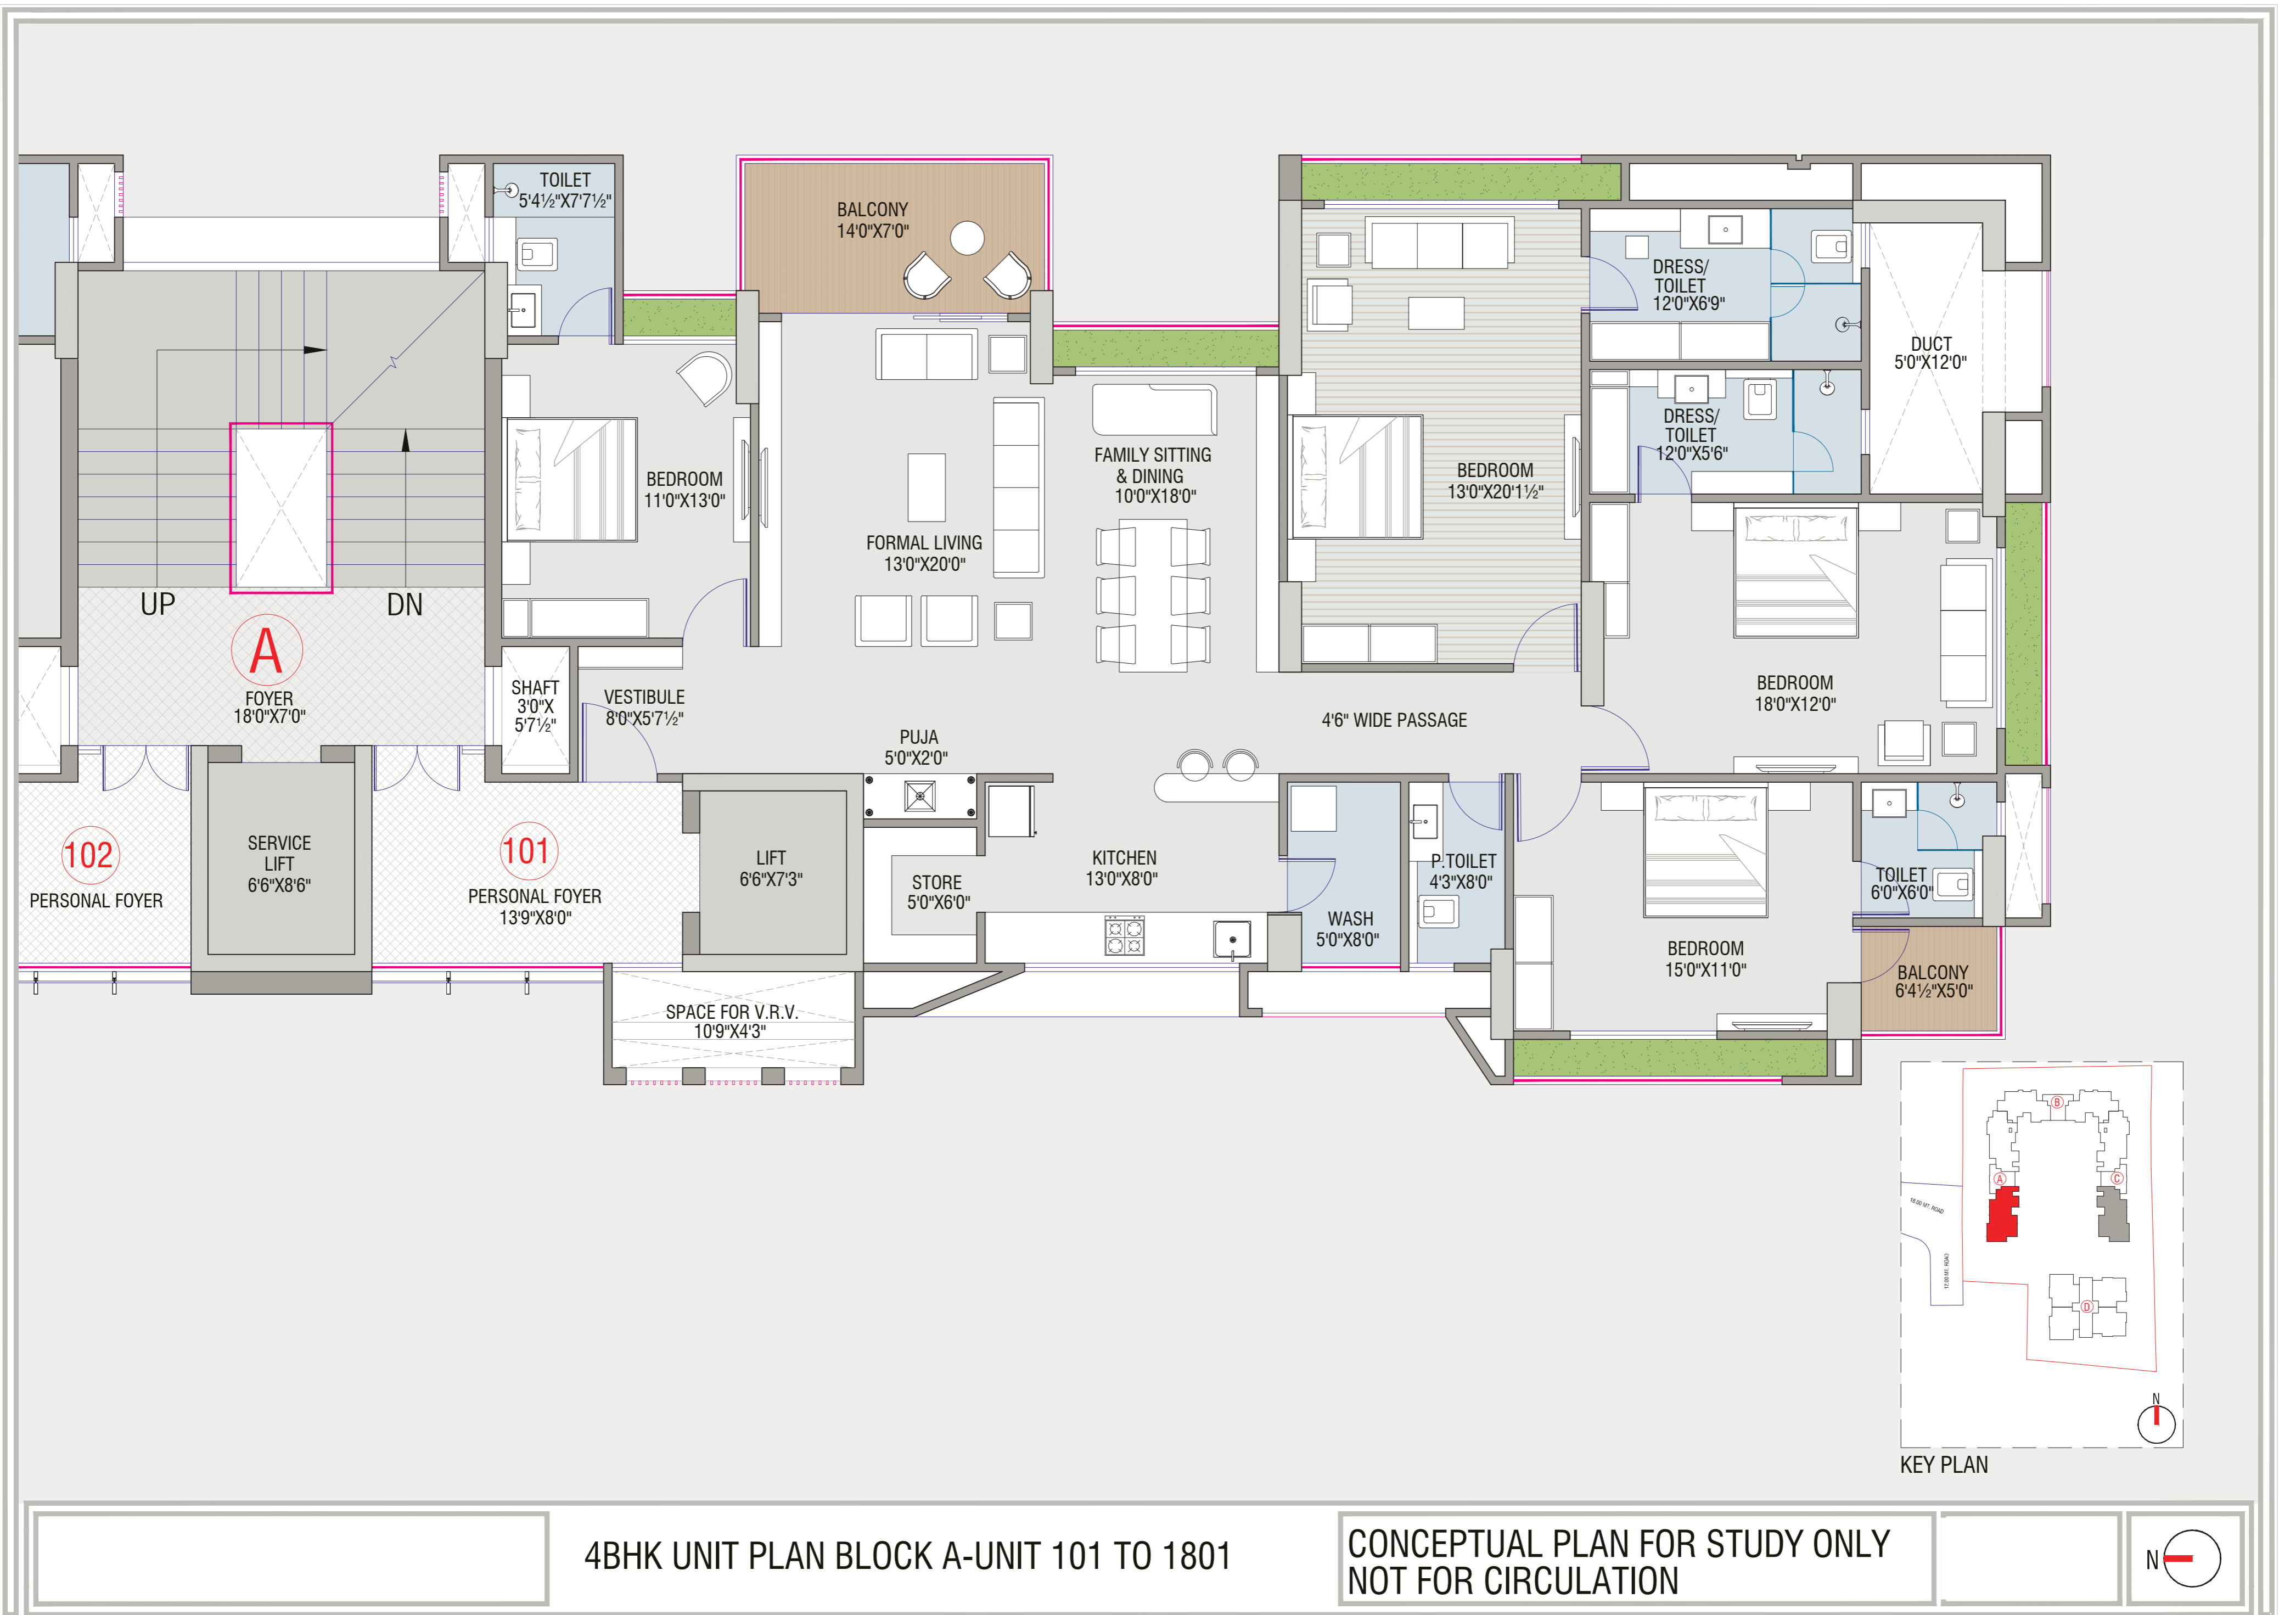 TOILET
5'4½"X7'7½"
BALCONY
14'0"X7'0"
DRESS/
TOILET
12'0"X6'9"
DUCT
5'0"X12'0"
DRESS/
TOILET
12'0"X5'6"
BEDROOM
11'0"X13'0"
FAMILY SITTING
& DINING
10'0"X18'0"
BEDROOM
13'0"X20'1½"
FORMAL LIVING
13'0"X20'0"
UP
DN
A
FOYER
18'0"X7'0"
SHAFT
3'0"X
5'7½"
VESTIBULE
8'0"X5'7½"
PUJA
5'0"X2'0"
4'6" WIDE PASSAGE
BEDROOM
18'0"X12'0"
102
PERSONAL FOYER
SERVICE
LIFT
6'6"X8'6"
101
PERSONAL FOYER
13'9"X8'0"
LIFT
6'6"X7'3"
STORE
5'0"X6'0"
KITCHEN
13'0"X8'0"
WASH
5'0"X8'0"
P.TOILET
4'3"X8'0"
BEDROOM
15'0"X11'0"
TOILET
6'0"X6'0"
BALCONY
6'4½"X5'0"
SPACE FOR V.R.V.
10'9"X4'3"
B
A
C
18.00 MT. ROAD
D
N
KEY PLAN
4BHK UNIT PLAN BLOCK A-UNIT 101 TO 1801
CONCEPTUAL PLAN FOR STUDY ONLY
NOT FOR CIRCULATION
N